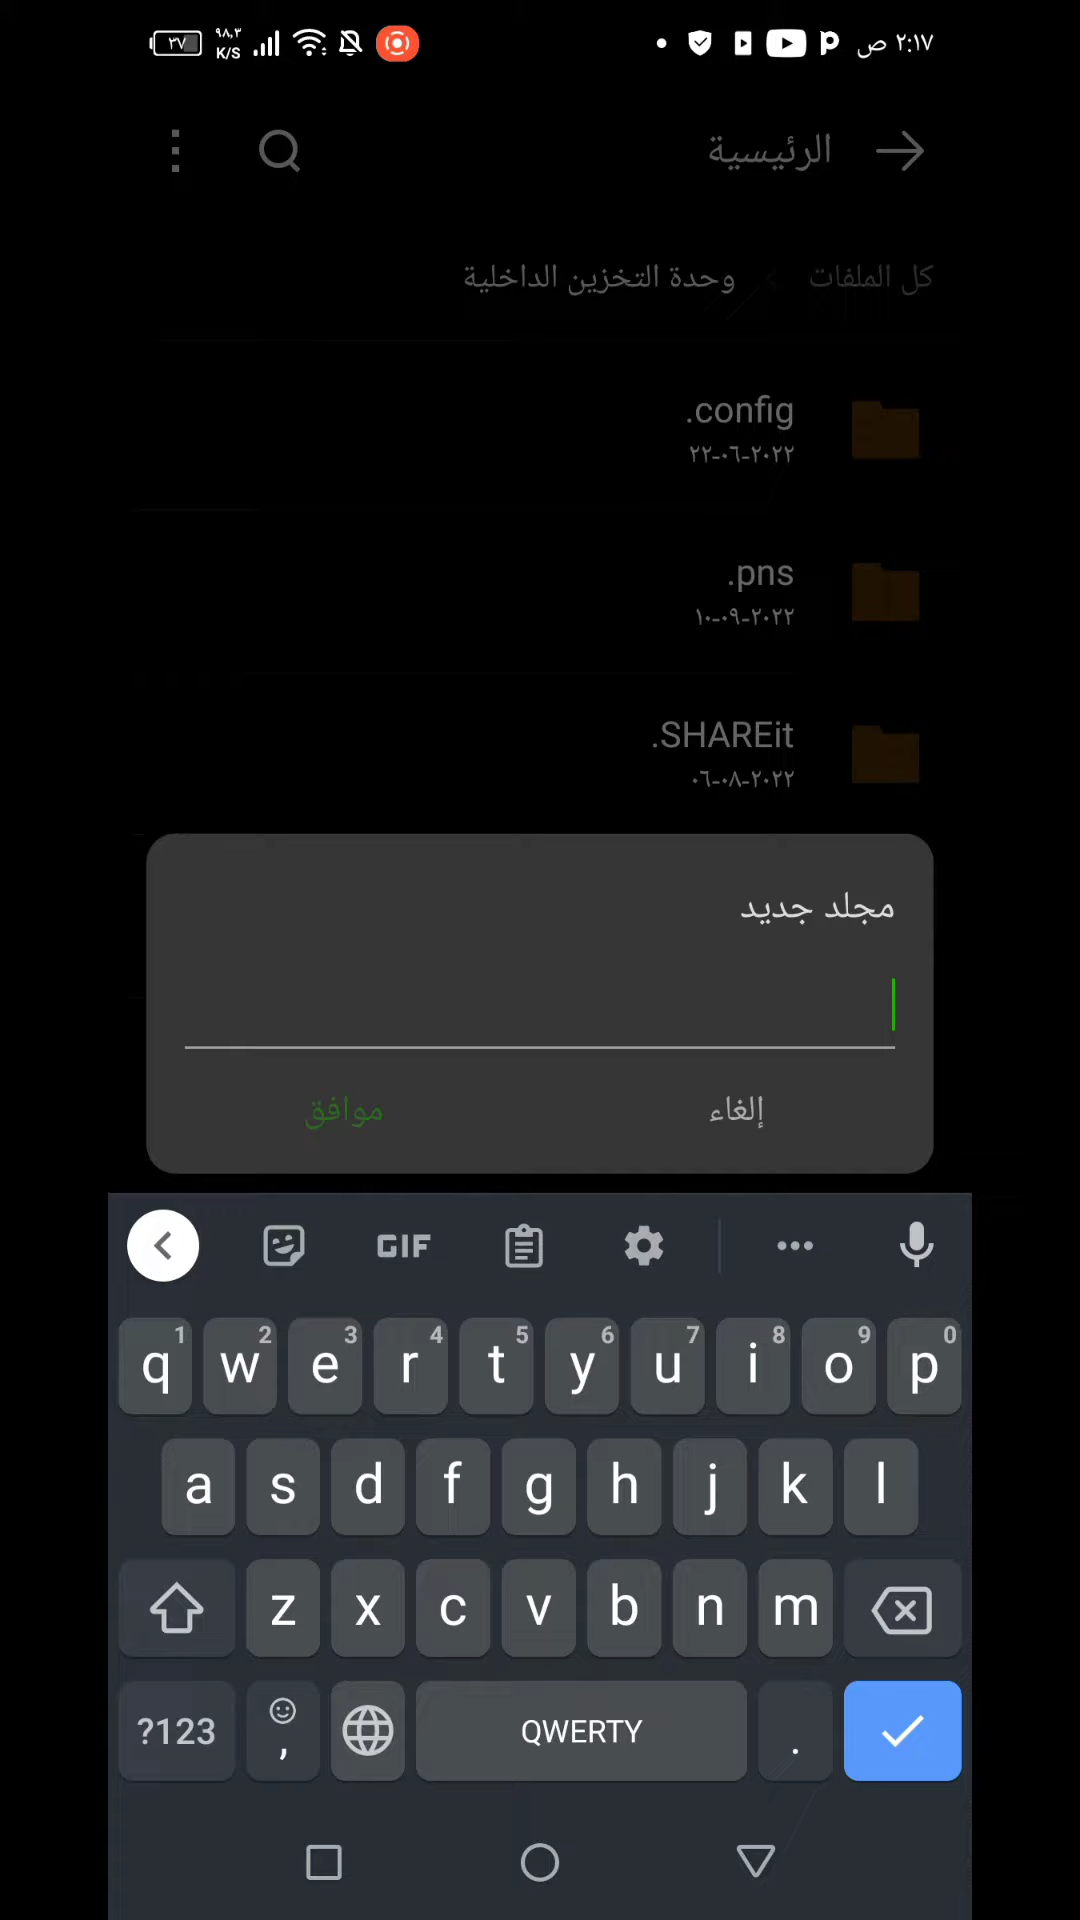 ٢:١٧ ص
٩٨,٣
K/S
٣٧
الرئيسية
كل الملفات
وحدة التخزين الداخلية
.config
٢٢-٠٦-٢٠٢٢
.pns
١٠-٠٩-٢٠٢٢
.SHAREit
٠٦-٠٨-٢٠٢٢
مجلد جديد
إلغاء
موافق
GIF
1 2 3 4 5 6 7 8 9 0
q w e r t y u i o p
a s d f g h j k l
z x c v b n m
?123 , QWERTY .